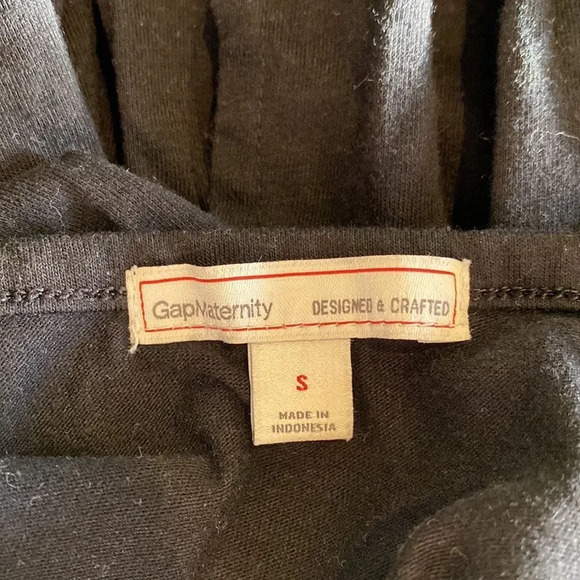 GapMaternity DESIGNED & CRAFTED
S
MADE IN
INDONESIA